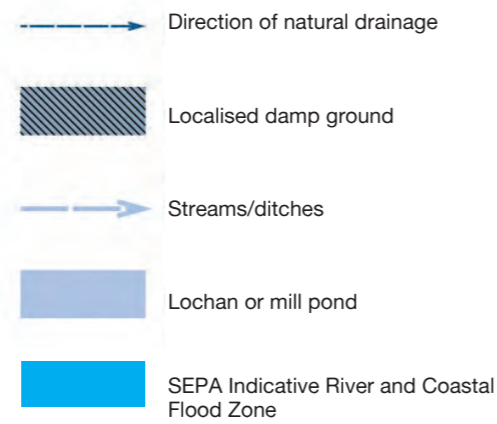 Direction of natural drainage
Localised damp ground
Streams/ditches
Lochan or mill pond
SEPA Indicative River and Coastal
Flood Zone